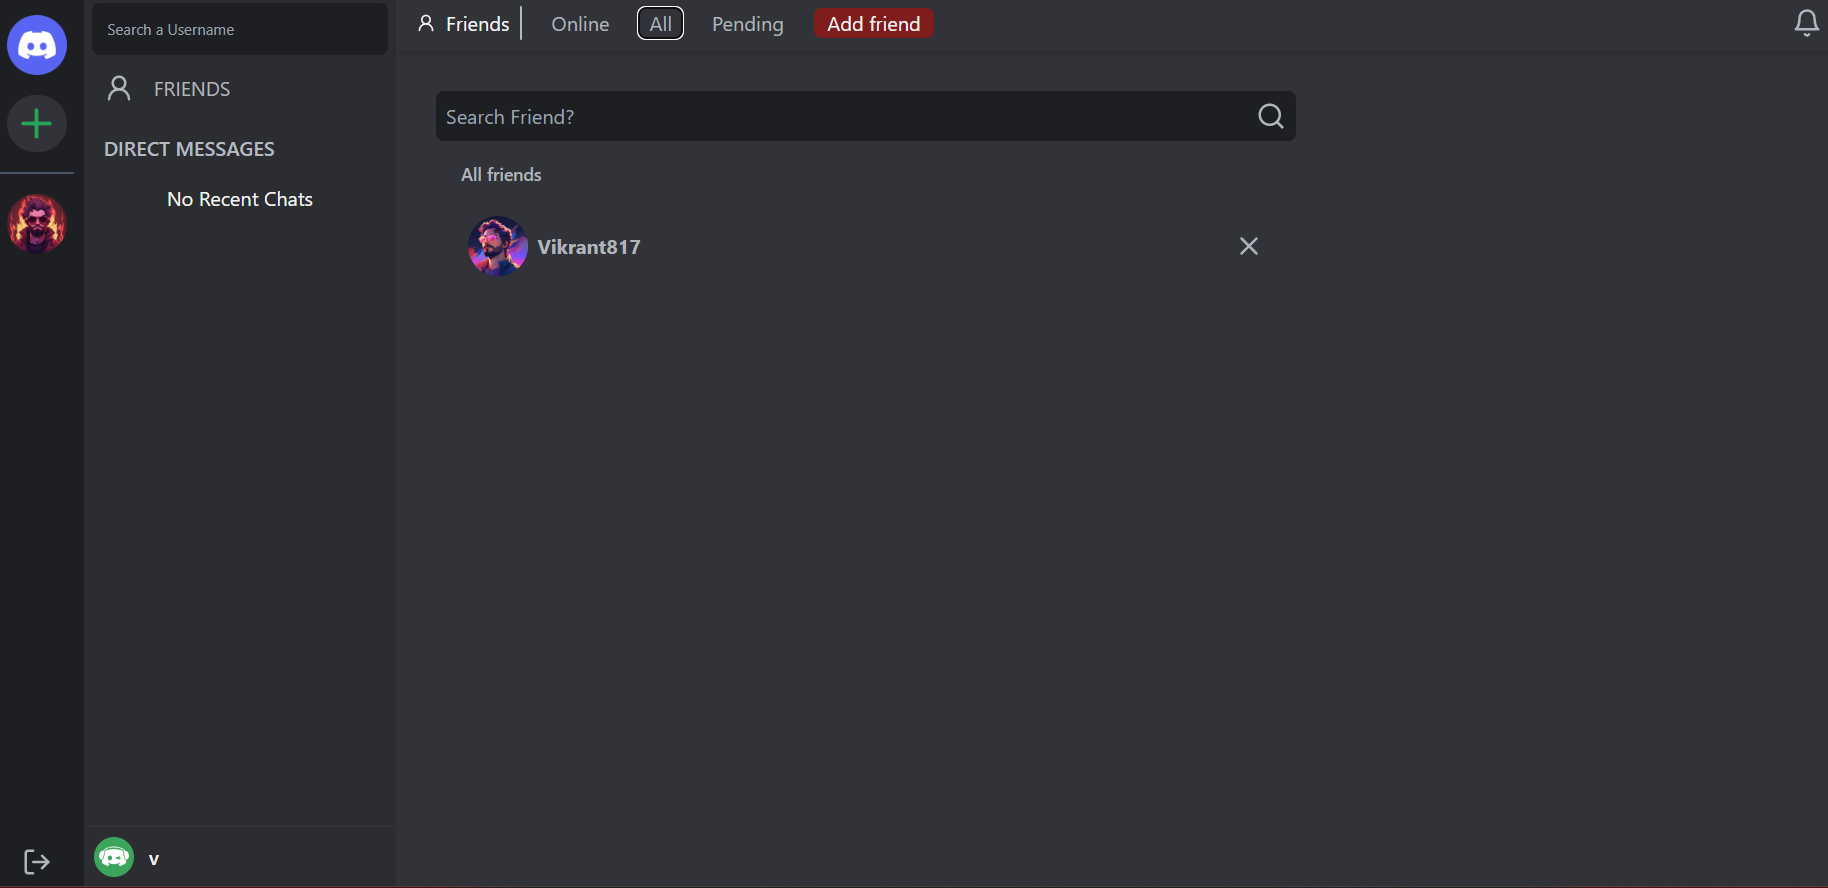 Search a Username
FRIENDS
DIRECT MESSAGES
No Recent Chats
v
Friends
Online
All
Pending
Add friend
Search Friend?
All friends
Vikrant817